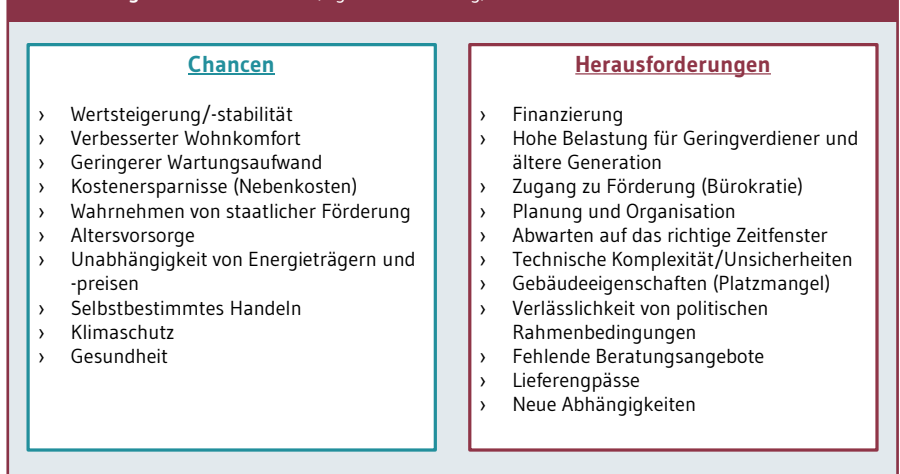 Chancen
› Wertsteigerung/-stabilität
› Verbesserter Wohnkomfort
› Geringerer Wartungsaufwand
› Kostenersparnisse (Nebenkosten)
› Wahrnehmen von staatlicher Förderung
› Altersvorsorge
› Unabhängigkeit von Energieträgern und
-preisen
› Selbstbestimmtes Handeln
› Klimaschutz
› Gesundheit
Herausforderungen
› Finanzierung
› Hohe Belastung für Geringverdiener und
ältere Generation
› Zugang zu Förderung (Bürokratie)
› Planung und Organisation
› Abwarten auf das richtige Zeitfenster
› Technische Komplexität/Unsicherheiten
› Gebäudeeigenschaften (Platzmangel)
› Verlässlichkeit von politischen
Rahmenbedingungen
› Fehlende Beratungsangebote
› Lieferengpässe
› Neue Abhängigkeiten